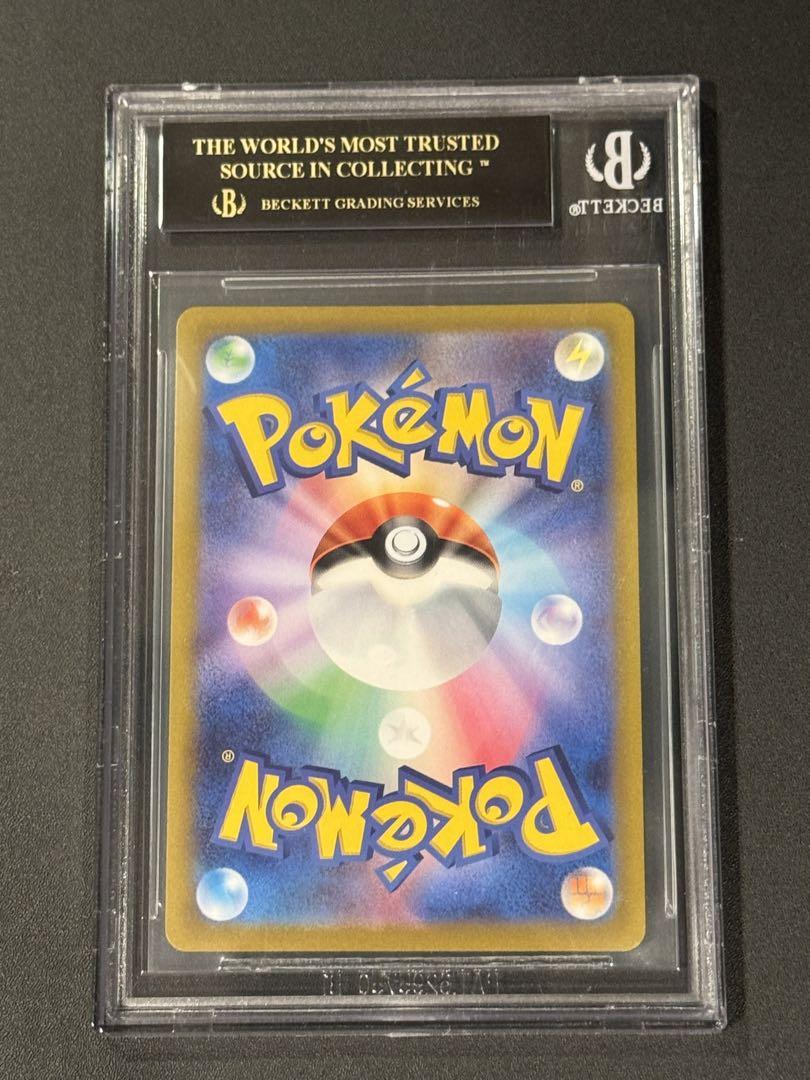 THE WORLD'S MOST TRUSTED
SOURCE IN COLLECTING ™
B BECKETT GRADING SERVICES
B
BECKETT®
POKéMON
®
®
POKéMON